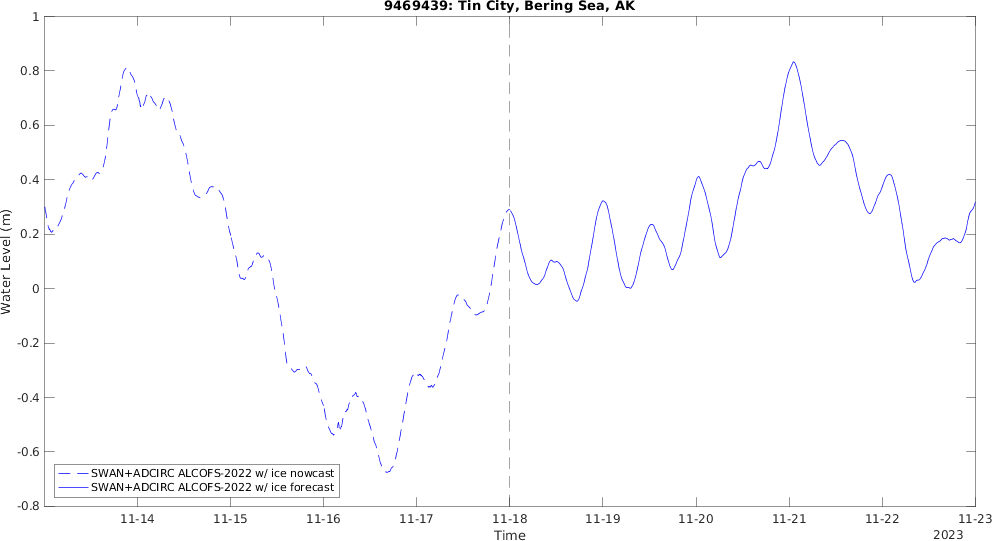 9469439: Tin City, Bering Sea, AK
Water Level (m)
1
0.8
0.6
0.4
0.2
0
-0.2
-0.4
-0.6
-0.8
SWAN+ADCIRC ALCOFS-2022 w/ ice nowcast
SWAN+ADCIRC ALCOFS-2022 w/ ice forecast
11-14 11-15 11-16 11-17 11-18 11-19 11-20 11-21 11-22 11-23
Time
2023